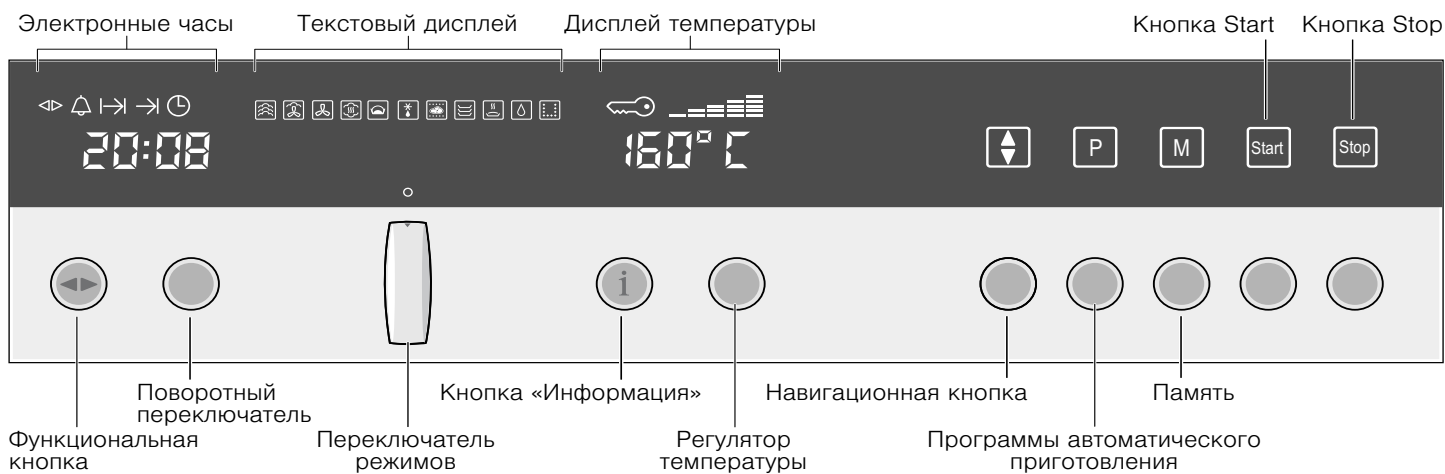 Электронные часы
Текстовый дисплей
Дисплей температуры
Кнопка Start
Кнопка Stop
20:08
160°C
P
M
Start
Stop
i
Поворотный
переключатель
Кнопка «Информация»
Навигационная кнопка
Память
Функциональная
кнопка
Переключатель
режимов
Регулятор
температуры
Программы автоматического
приготовления